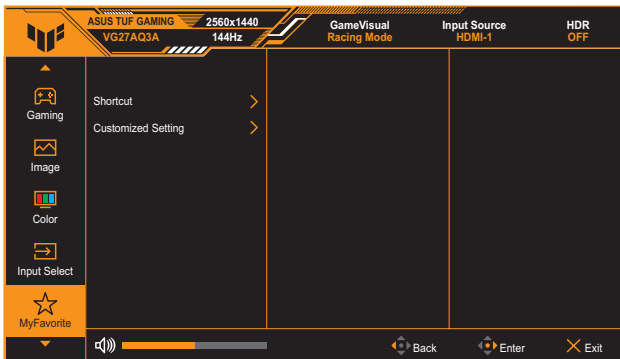 ASUS TUF GAMING
2560x1440
VG27AQ3A
144Hz
GameVisual
Racing Mode
Input Source
HDMI-1
HDR
OFF
Gaming
Image
Color
Input Select
MyFavorite
Shortcut
Customized Setting
Back
Enter
Exit